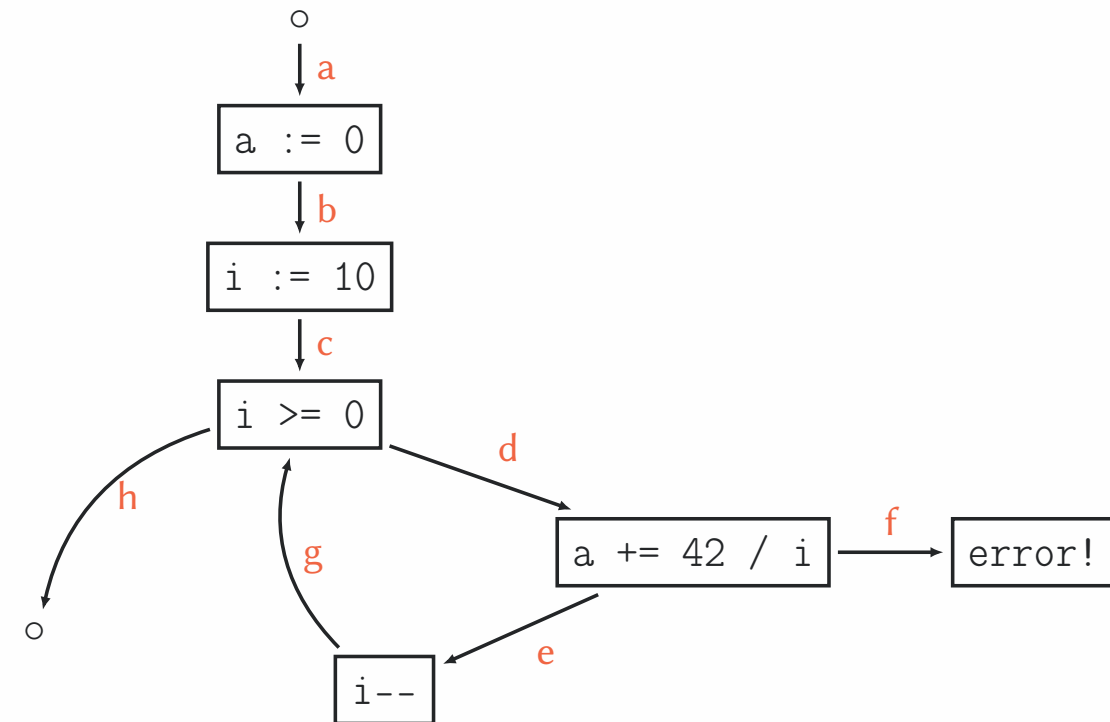 a
a := 0
b
i := 10
c
i >= 0
d
h
f
g
a += 42 / i
error!
e
i--